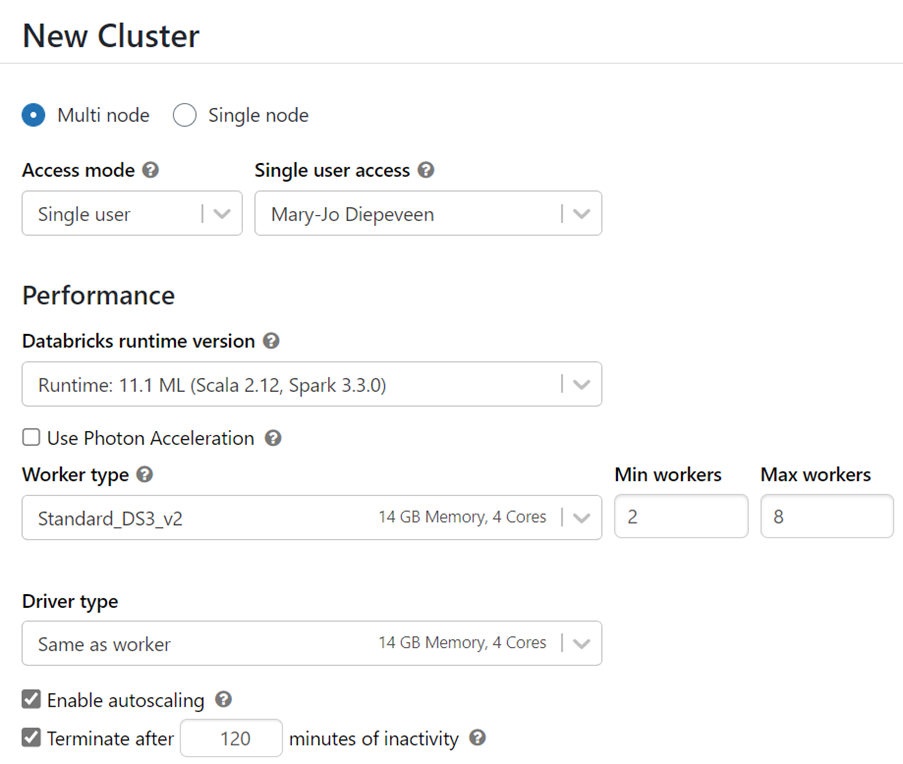 New Cluster
Multi node Single node
Access mode Single user access
Single user Mary-Jo Diepeveen
Performance
Databricks runtime version
Runtime: 11.1 ML (Scala 2.12, Spark 3.3.0)
Use Photon Acceleration
Worker type Min workers Max workers
Standard_DS3_v2 14 GB Memory, 4 Cores 2 8
Driver type
Same as worker 14 GB Memory, 4 Cores
Enable autoscaling
Terminate after 120 minutes of inactivity